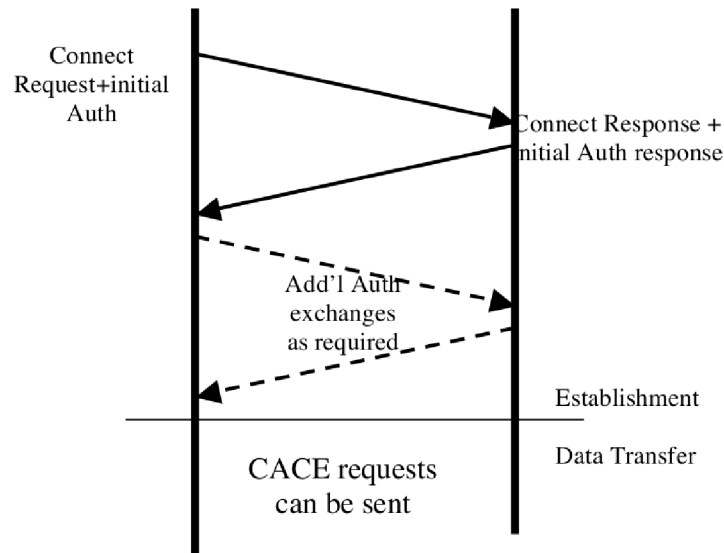 Connect
Request+initial
Auth
Connect Response +
nitial Auth response
Add'l Auth
exchanges
as required
Establishment
Data Transfer
CACE requests
can be sent